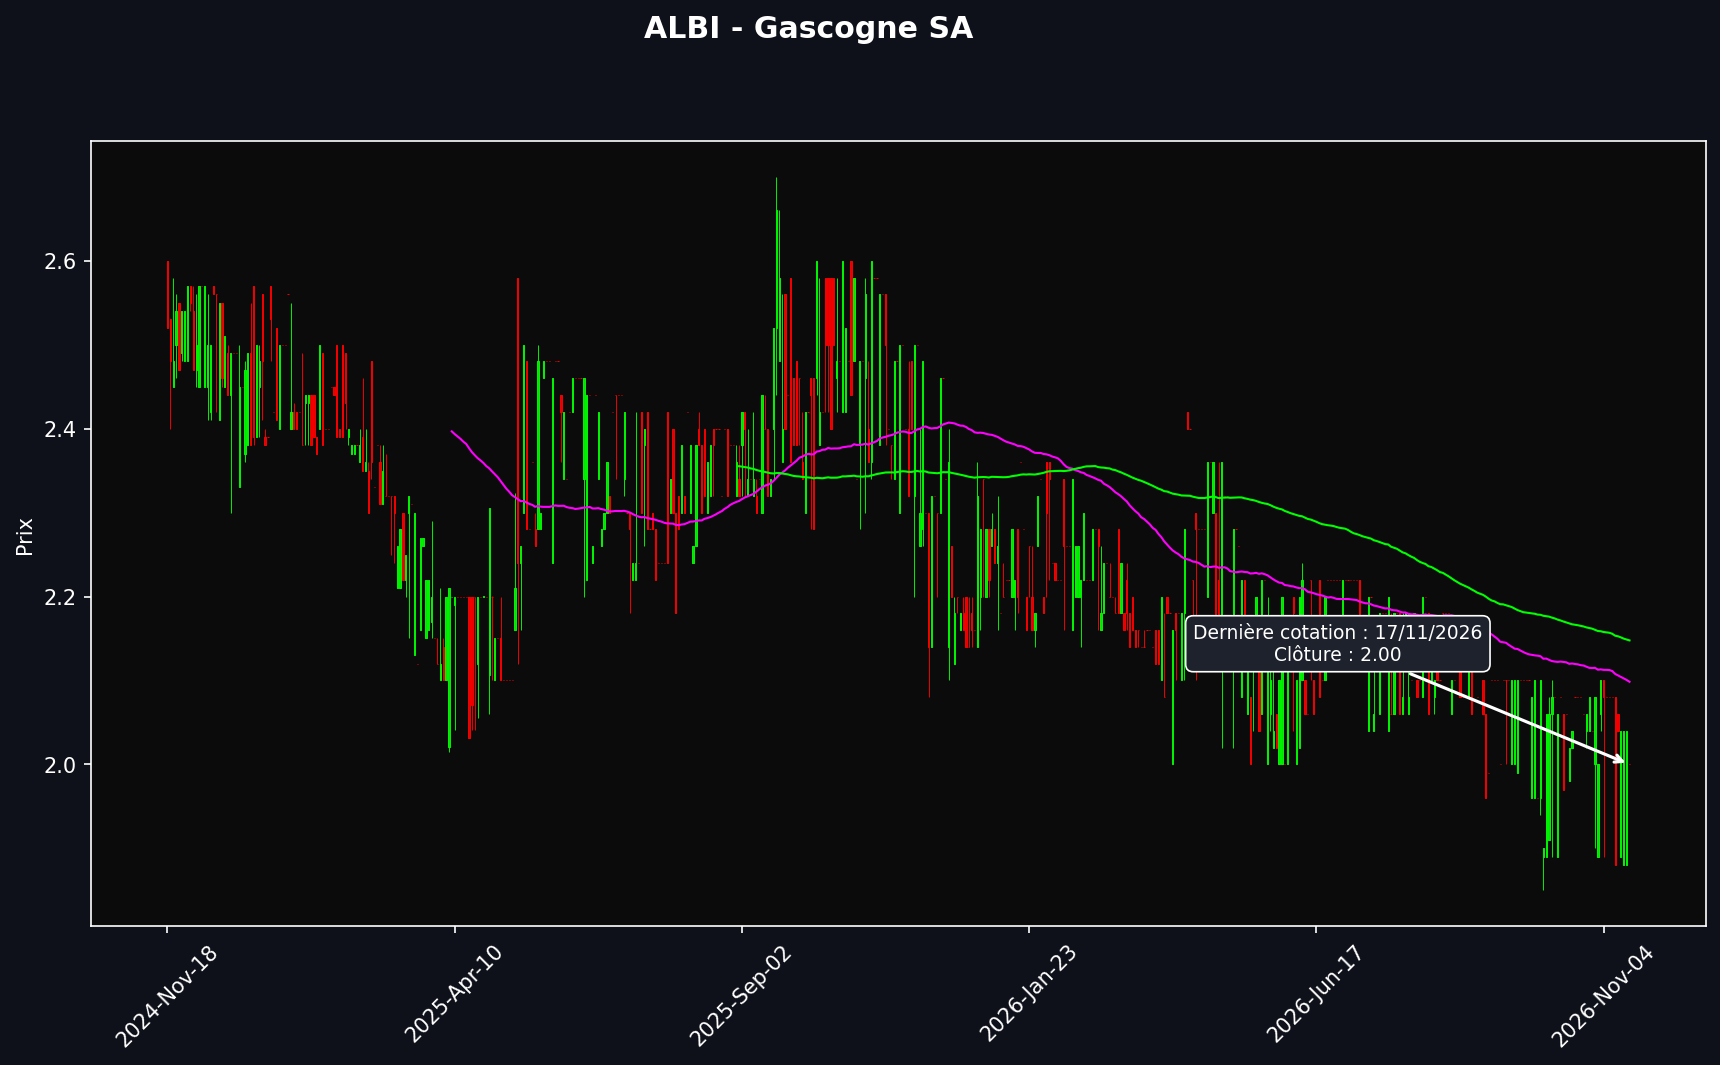 ALBI - Gascogne SA
Prix
2.6
2.4
2.2
2.0
Dernière cotation : 17/11/2026
Clôture : 2.00
2024-Nov-18
2025-Apr-10
2025-Sep-02
2026-Jan-23
2026-Jun-17
2026-Nov-04